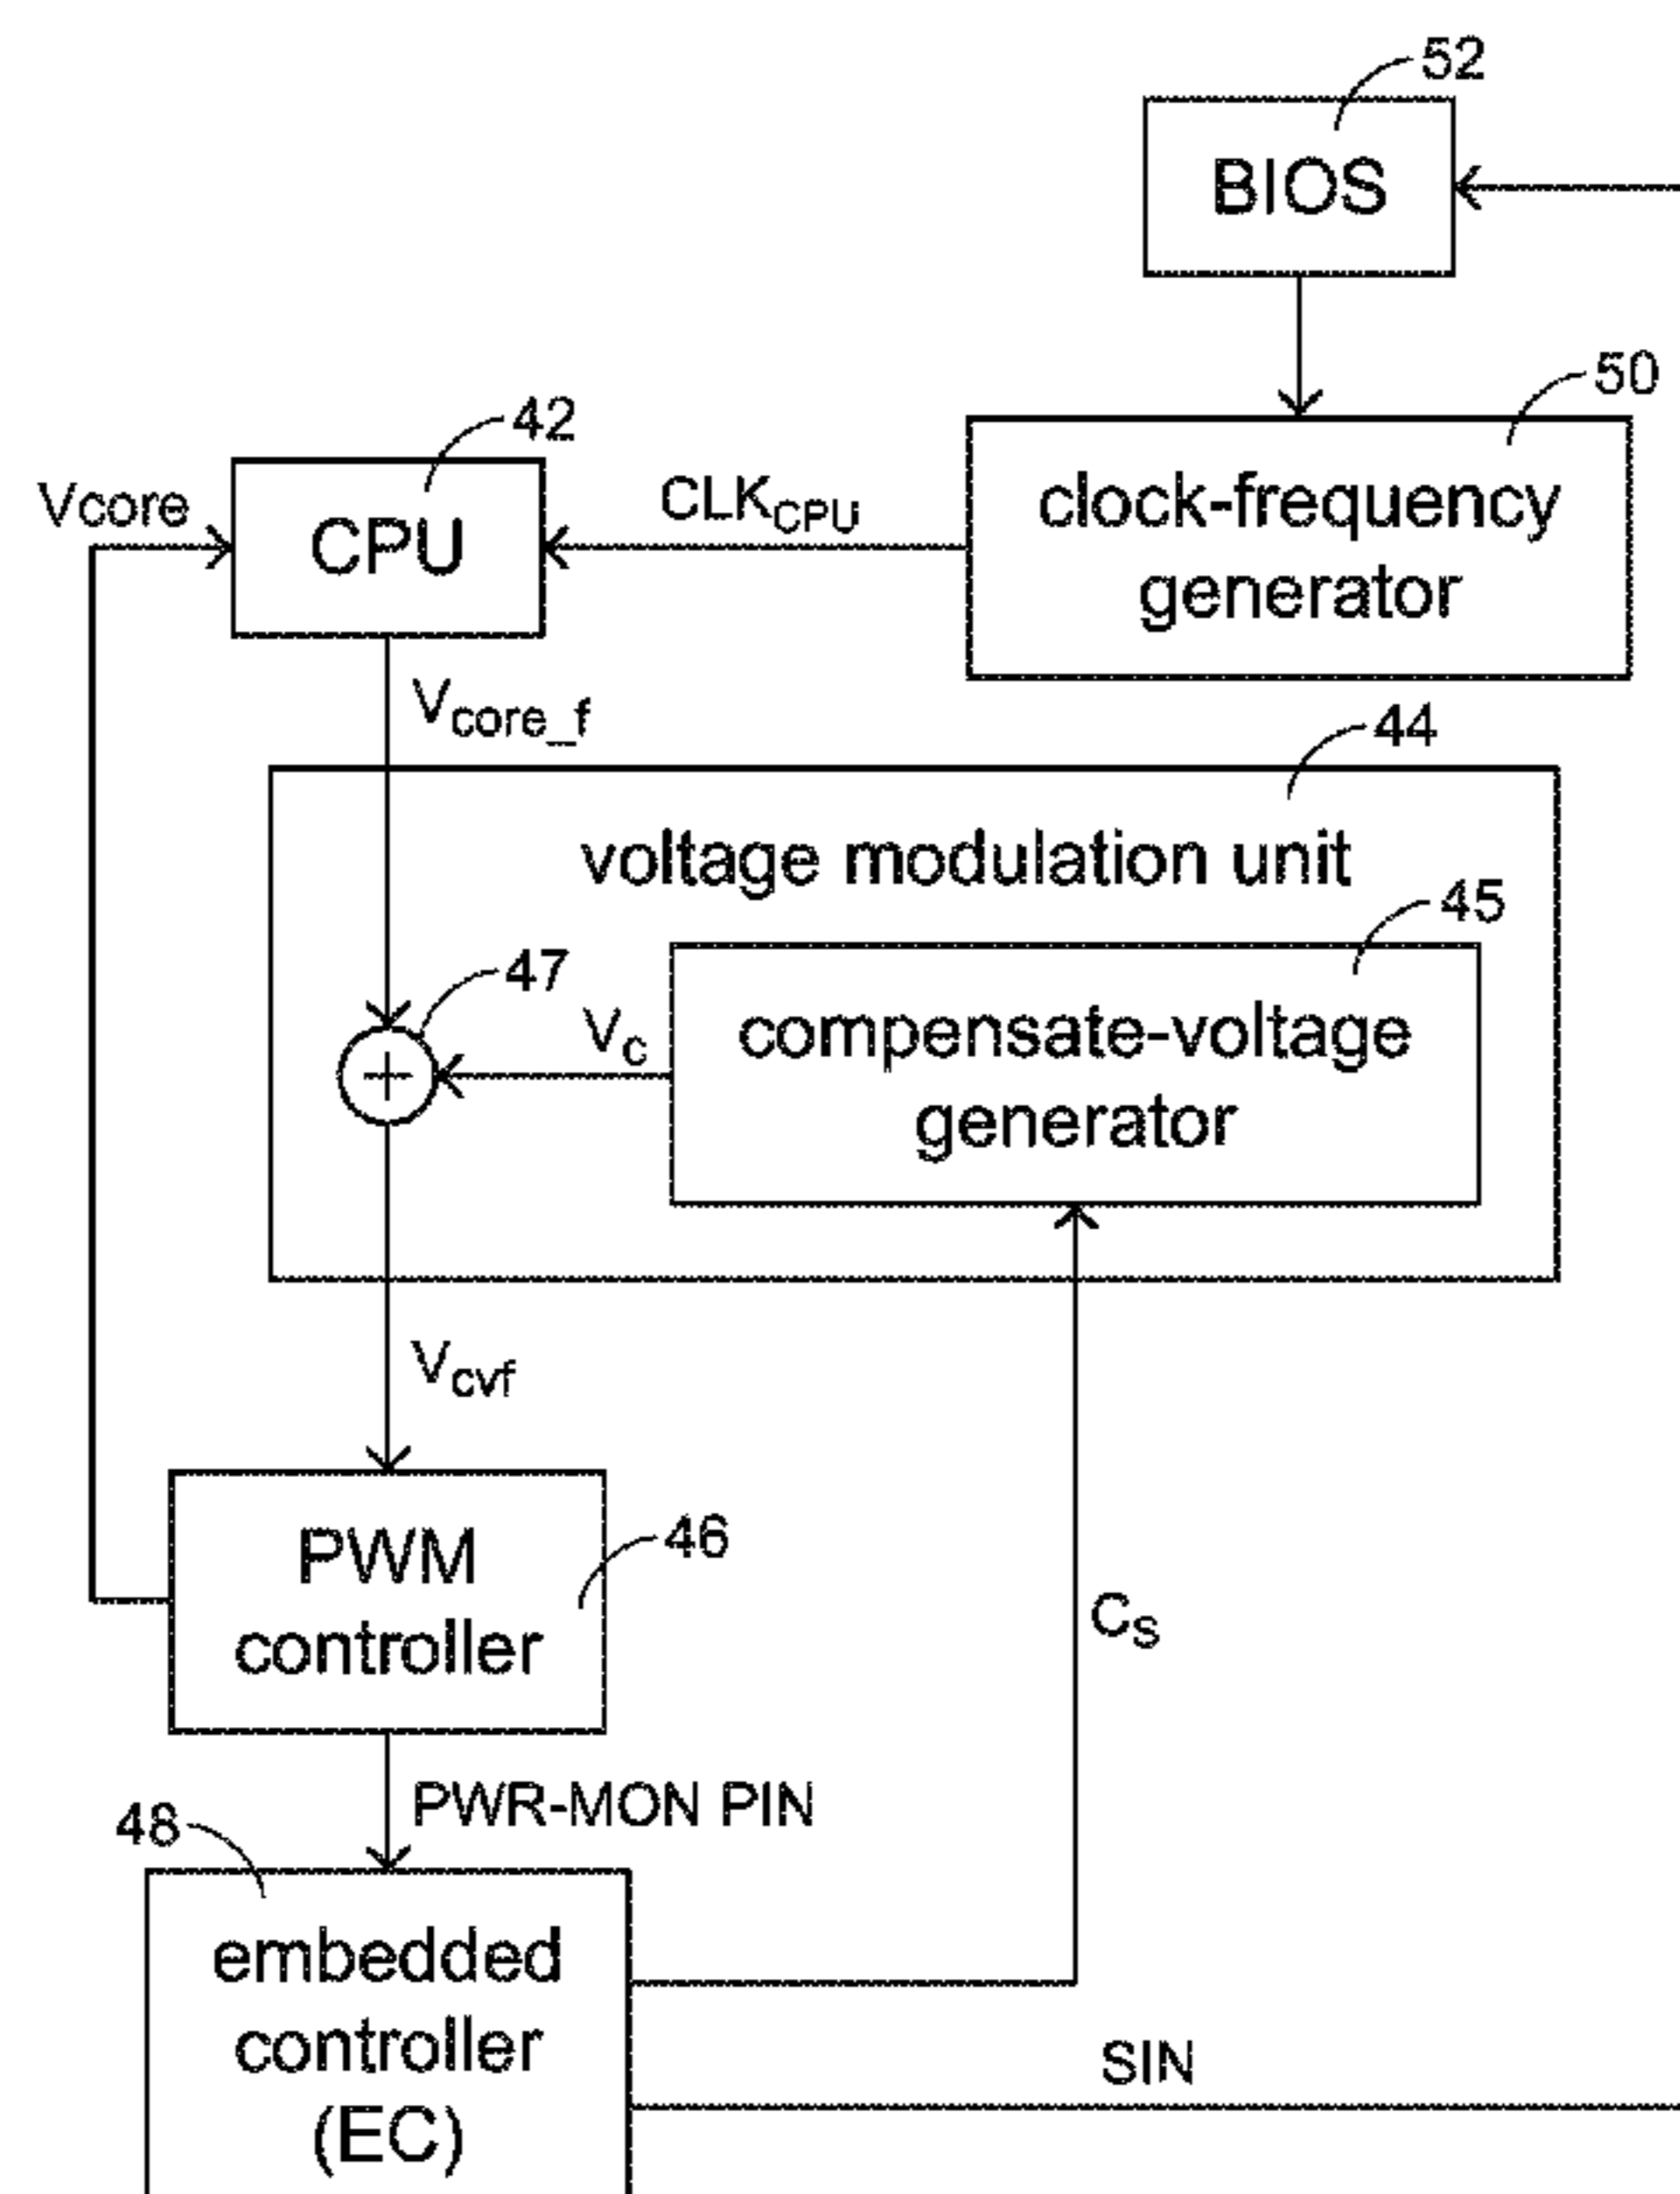 52
BIOS
50
clock-frequency
generator
42
Vcore
CPU
CLKCPU
Vcore_f
44
voltage modulation unit
45
47
Vc
compensate-voltage
generator
Vcvf
PWM
controller
46
CS
PWR-MON PIN
48
embedded
controller
(EC)
SIN